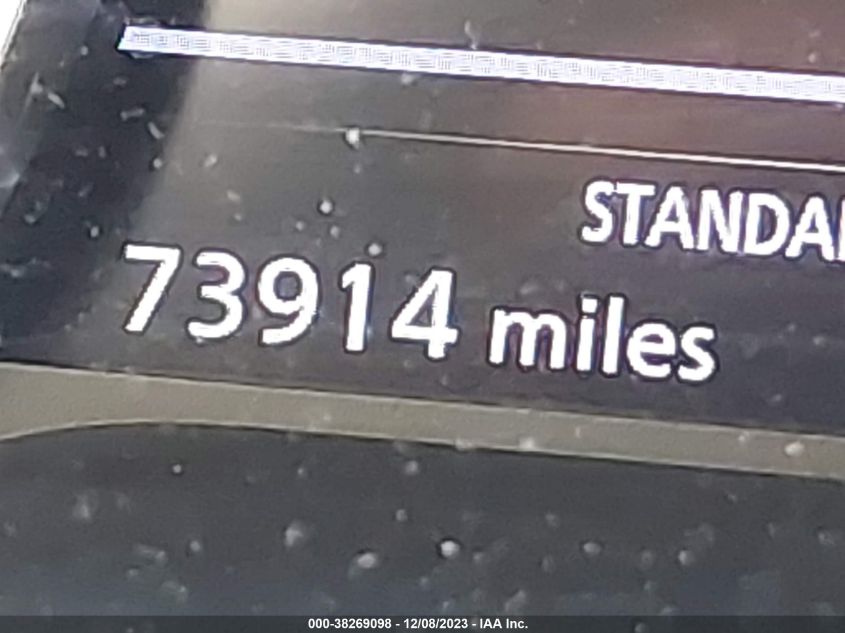 STANDA
73914 miles
000-38269098 - 12/08/2023 - IAA Inc.